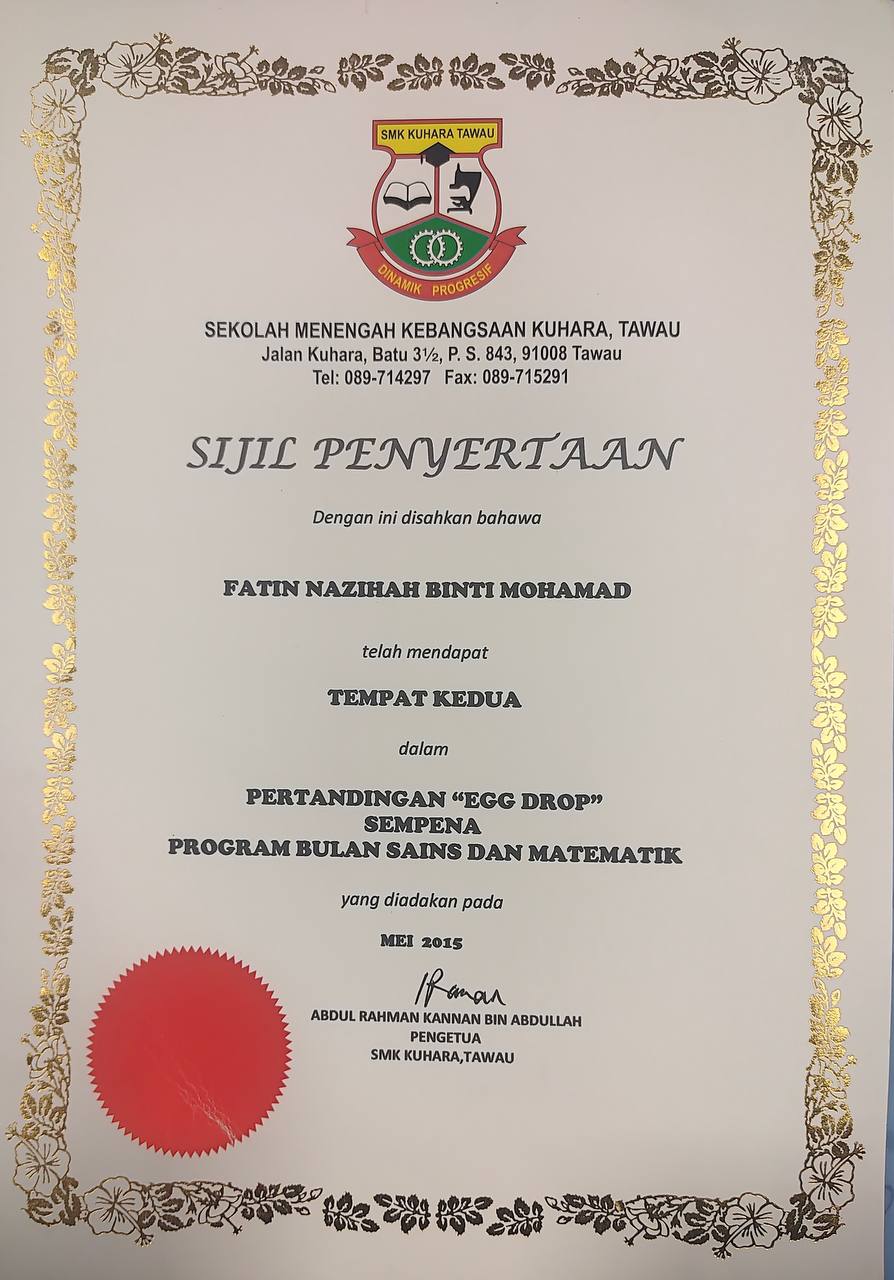 SMK KUHARA TAWAU
DINAMIK PROGRESIF
SEKOLAH MENENGAH KEBANGSAAN KUHARA, TAWAU
Jalan Kuhara, Batu 3½, P. S. 843, 91008 Tawau
Tel: 089-714297 Fax: 089-715291
SIJIL PENYERTAAN
Dengan ini disahkan bahawa
FATIN NAZIHAH BINTI MOHAMAD
telah mendapat
TEMPAT KEDUA
dalam
PERTANDINGAN “EGG DROP”
SEMPENA
PROGRAM BULAN SAINS DAN MATEMATIK
yang diadakan pada
MEI 2015
ABDUL RAHMAN KANNAN BIN ABDULLAH
PENGETUA
SMK KUHARA,TAWAU